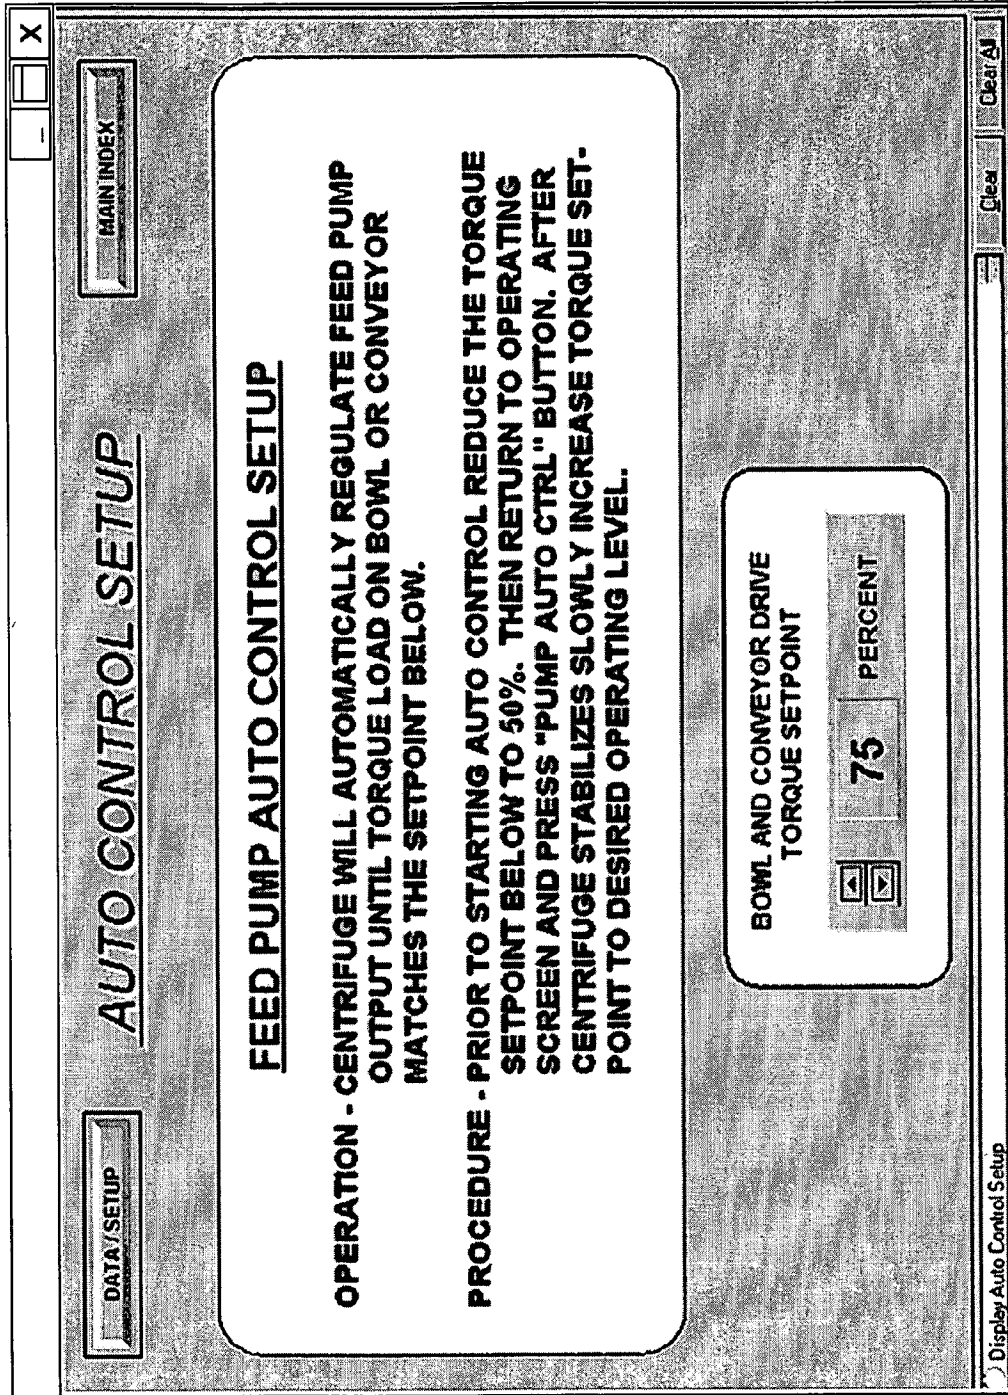 DATA / SETUP
AUTO CONTROL SETUP
MAIN INDEX
FEED PUMP AUTO CONTROL SETUP
OPERATION - CENTRIFUGE WILL AUTOMATICALLY REGULATE FEED PUMP
OUTPUT UNTIL TORQUE LOAD ON BOWL OR CONVEYOR
MATCHES THE SETPOINT BELOW.
PROCEDURE - PRIOR TO STARTING AUTO CONTROL REDUCE THE TORQUE
SETPOINT BELOW TO 50%. THEN RETURN TO OPERATING
SCREEN AND PRESS "PUMP AUTO CTRL" BUTTON. AFTER
CENTRIFUGE STABILIZES SLOWLY INCREASE TORQUE SET-
POINT TO DESIRED OPERATING LEVEL.
BOWL AND CONVEYOR DRIVE
TORQUE SETPOINT
75 PERCENT
Display Auto Control Setup
Clear
Clear All